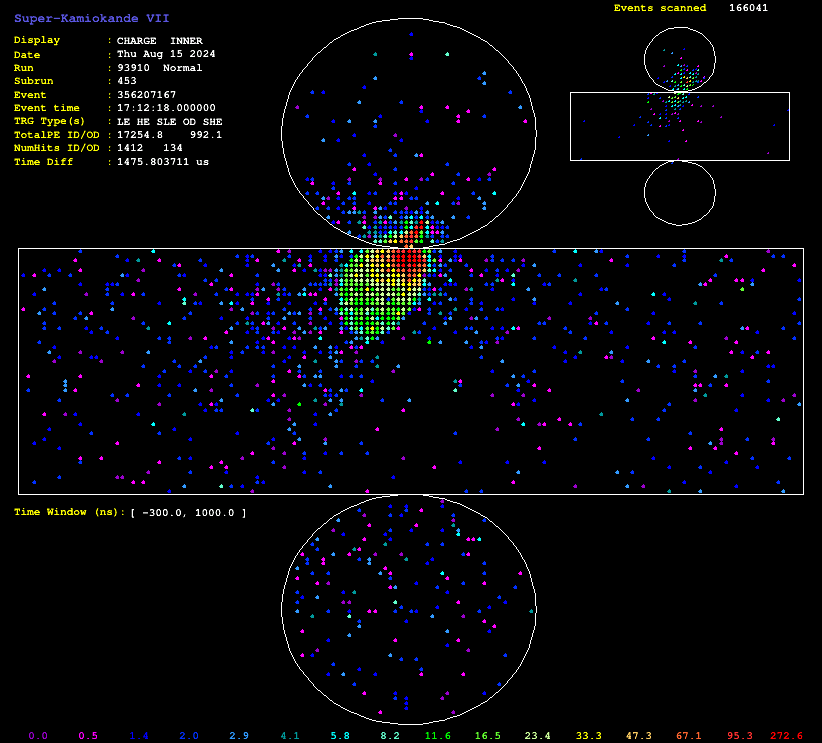 Super-Kamiokande VII
Events scanned 166041
Display : CHARGE INNER
Date : Thu Aug 15 2024
Run : 93910 Normal
Subrun : 453
Event : 356207167
Event time : 17:12:18.000000
TRG Type(s) : LE HE SLE OD SHE
TotalPE ID/OD : 17254.8 992.1
NumHits ID/OD : 1412 134
Time Diff : 1475.803711 us
Time Window (ns): [ -300.0, 1000.0 ]
0.0 0.5 1.4 2.0 2.9 4.1 5.8 8.2 11.6 16.5 23.4 33.3 47.3 67.1 95.3 272.6